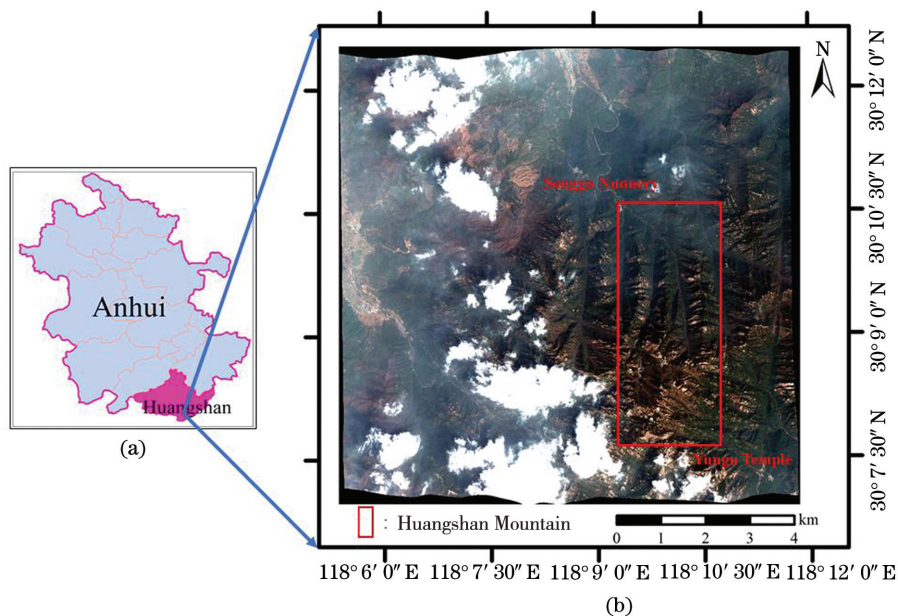 Anhui
Huangshan
(a)
N
30° 12′ 0″ N
30° 10′ 30″ N
30° 9′ 0″ N
30° 7′ 30″ N
Songgu Nunnery
Yungu Temple
: Huangshan Mountain
km
0 1 2 3 4
118° 6′ 0″ E 118° 7′ 30″ E 118° 9′ 0″ E 118° 10′ 30″ E 118° 12′ 0″ E
(b)